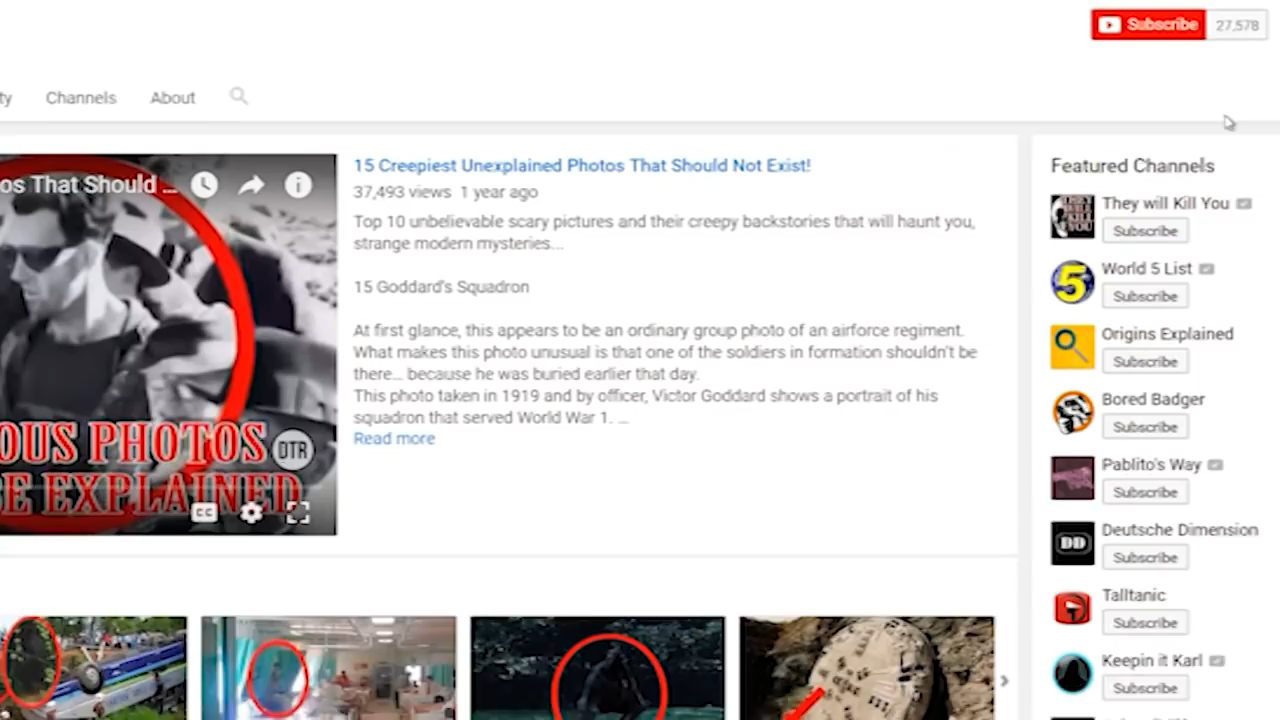 Subscribe 27,578
ty Channels About
os That Should ...
OUS PHOTOS
E EXPLAINED
DTR
CC
15 Creepiest Unexplained Photos That Should Not Exist!
37,493 views 1 year ago
Top 10 unbelievable scary pictures and their creepy backstories that will haunt you,
strange modern mysteries...
15 Goddard's Squadron
At first glance, this appears to be an ordinary group photo of an airforce regiment.
What makes this photo unusual is that one of the soldiers in formation shouldn't be
there... because he was buried earlier that day.
This photo taken in 1919 and by officer, Victor Goddard shows a portrait of his
squadron that served World War 1. ...
Read more
Featured Channels
They will Kill You
Subscribe
5
World 5 List
Subscribe
Origins Explained
Subscribe
Bored Badger
Subscribe
Pablito's Way
Subscribe
DD
Deutsche Dimension
Subscribe
Talltanic
Subscribe
Keepin it Karl
Subscribe